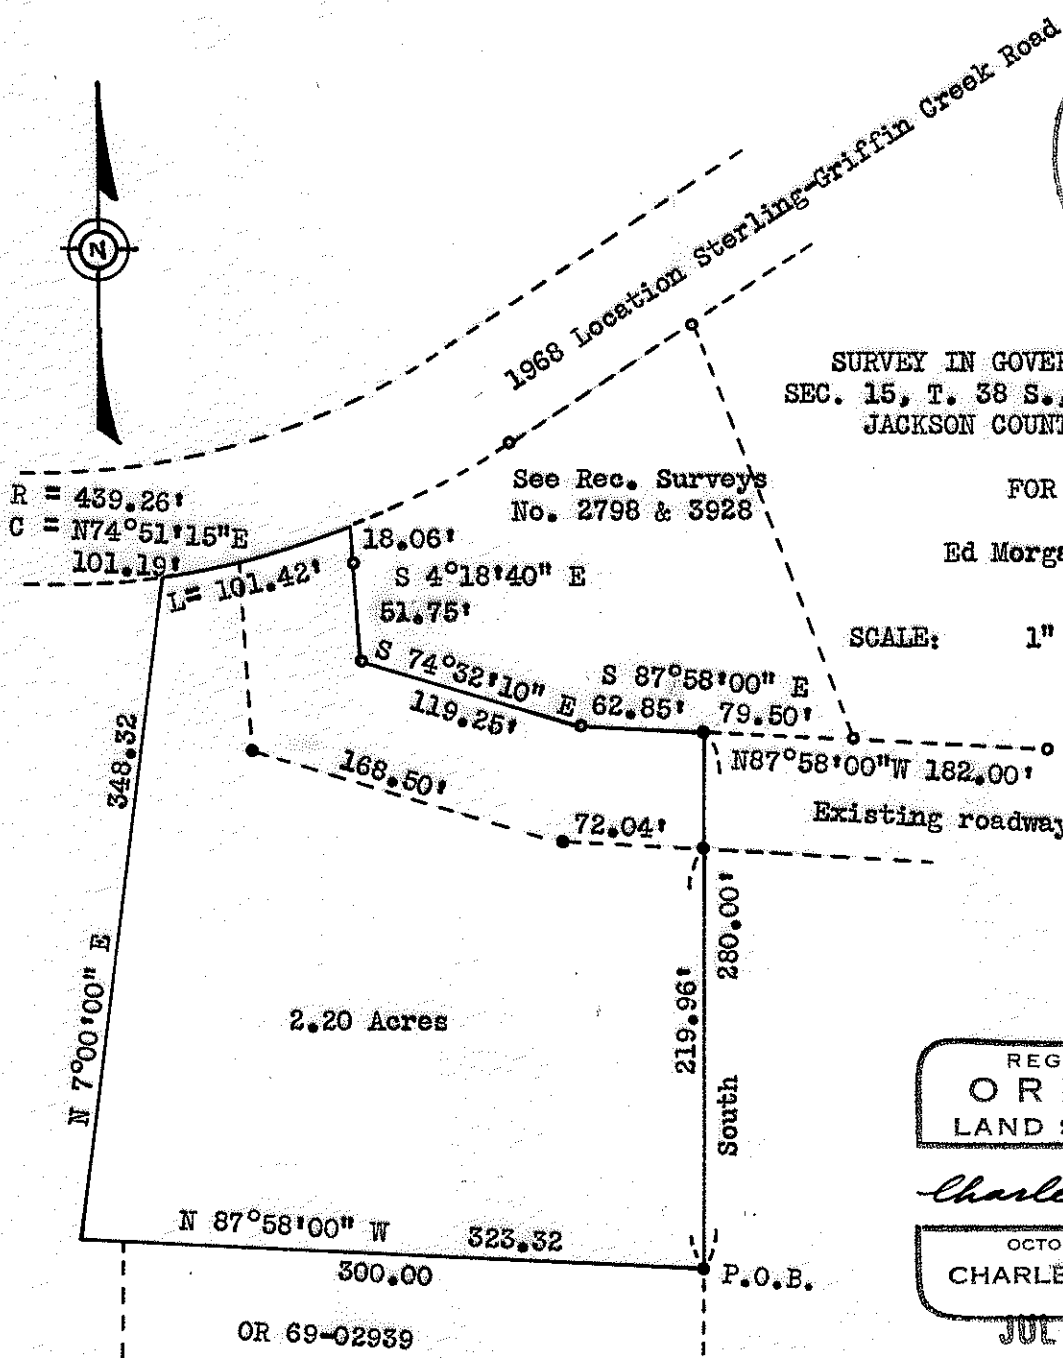 1968 Location Sterling-Griffin Creek Road
N
SURVEY IN GOVE
SEC. 15, T. 38 S.,
JACKSON COUNT
FOR
Ed Morga
SCALE: 1"
R = 439.26'
C = N74°51'15"E
101.19'
L= 101.42'
See Rec. Surveys
No. 2798 & 3928
18.06'
S 4°18'40" E
51.75'
S 74°32'10" E
119.25'
S 87°58'00" E
62.85'
79.50'
N87°58'00"W 182.00'
Existing roadway
168.50'
72.04'
348.32
N 7°00'00" E
280.00'
219.96'
South
2.20 Acres
N 87°58'00" W
323.32
300.00
P.O.B.
OR 69-02939
REG
OR
LAND
Charle
OCTO
CHARLE
JUL